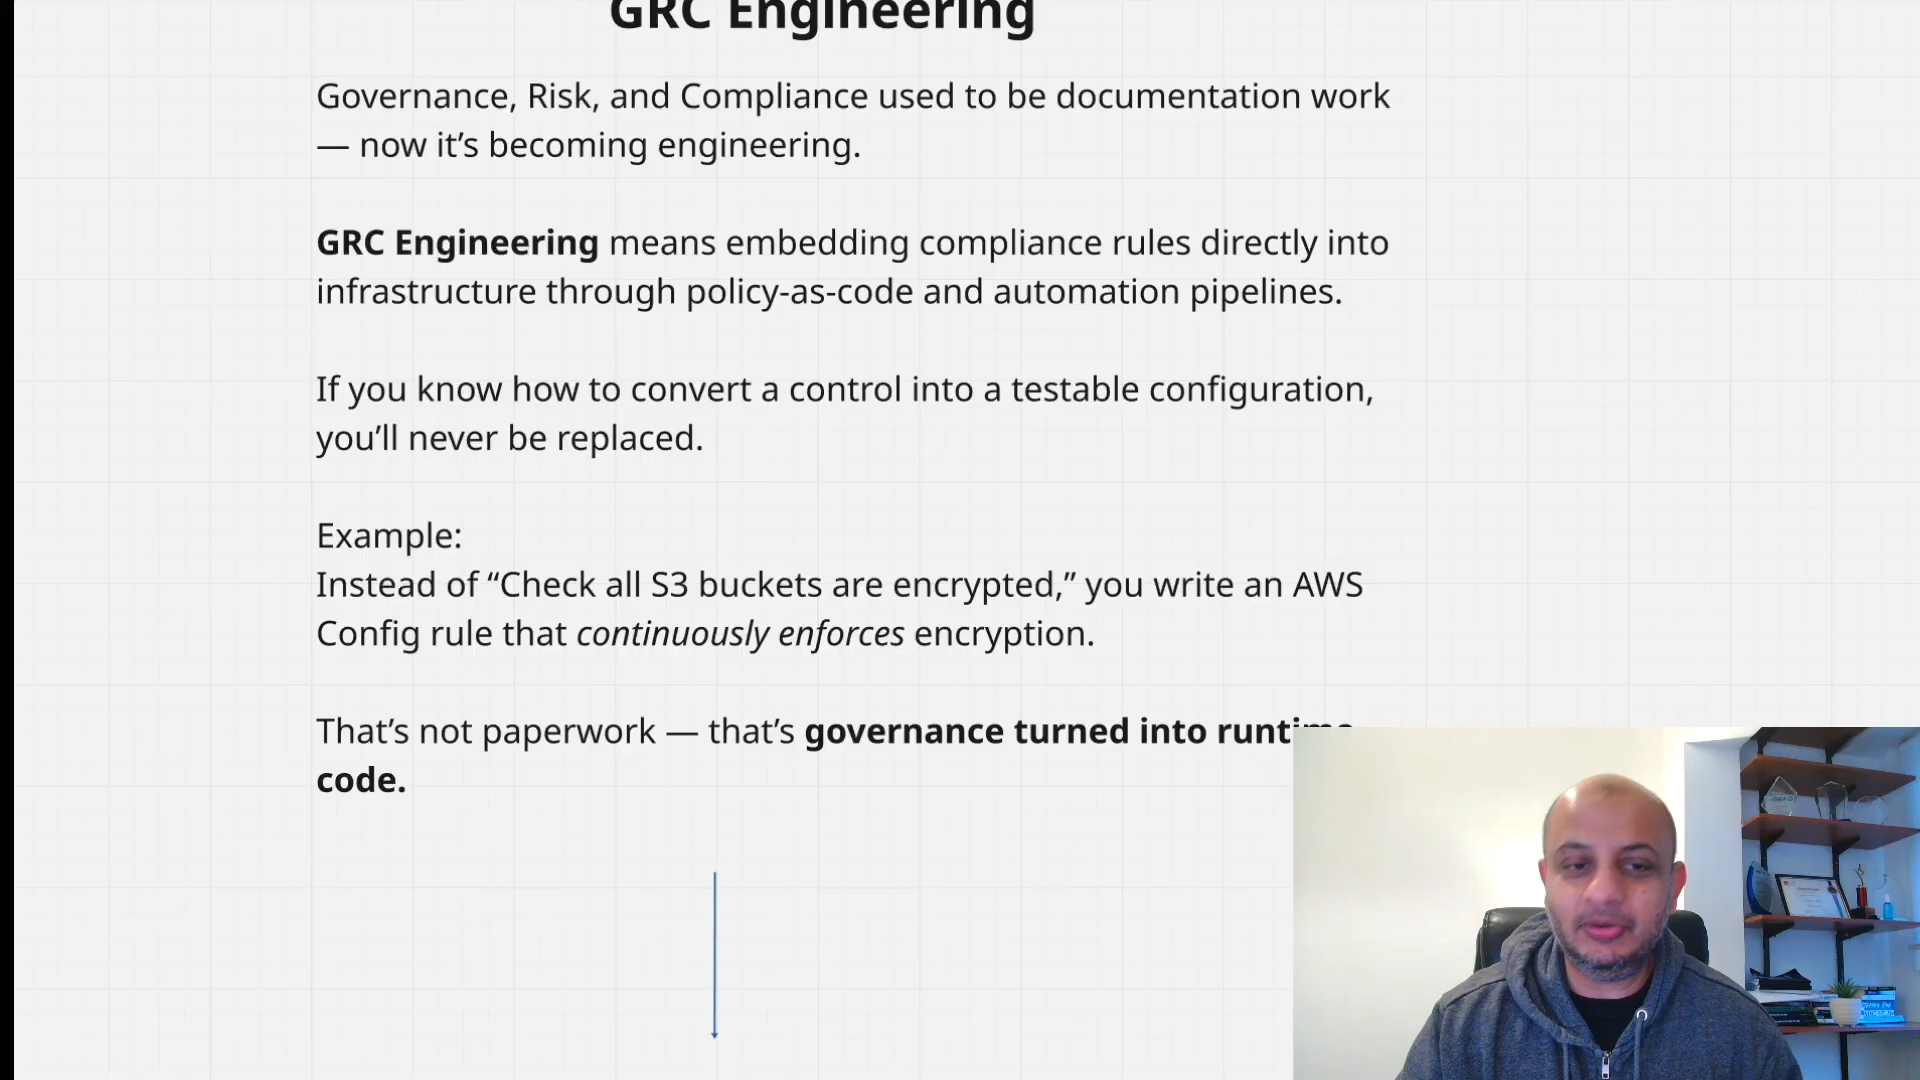 GRC Engineering
Governance, Risk, and Compliance used to be documentation work
— now it’s becoming engineering.
GRC Engineering means embedding compliance rules directly into
infrastructure through policy-as-code and automation pipelines.
If you know how to convert a control into a testable configuration,
you’ll never be replaced.
Example:
Instead of “Check all S3 buckets are encrypted,” you write an AWS
Config rule that continuously enforces encryption.
That’s not paperwork — that’s governance turned into runtime
code.